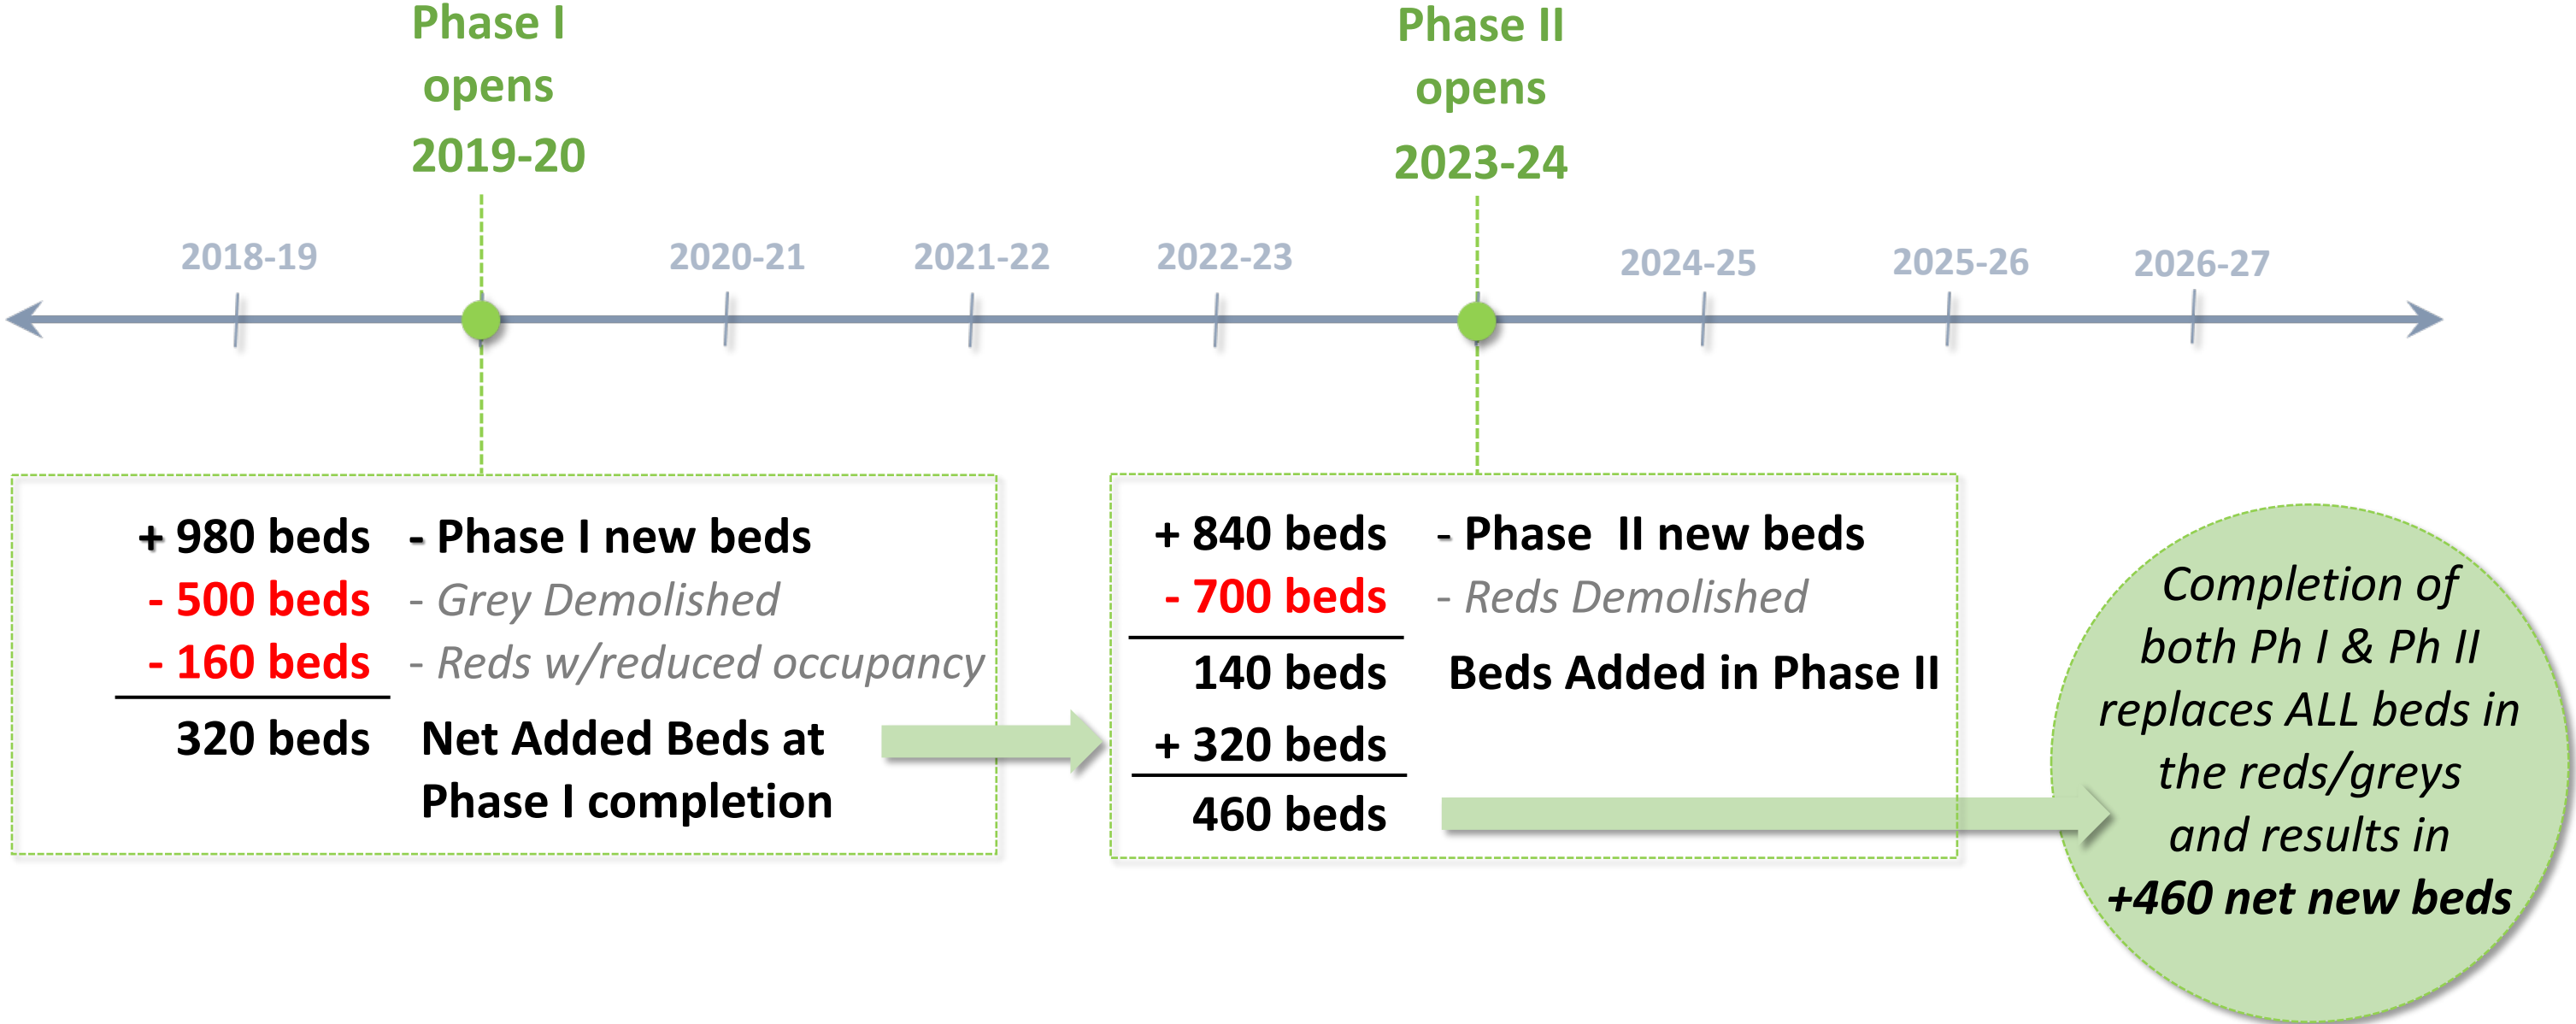 Phase I
opens
2019-20
Phase II
opens
2023-24
2018-19
2020-21
2021-22
2022-23
2024-25
2025-26
2026-27
+ 980 beds - Phase I new beds
- 500 beds - Grey Demolished
- 160 beds - Reds w/reduced occupancy
320 beds Net Added Beds at
Phase I completion
+ 840 beds - Phase II new beds
- 700 beds - Reds Demolished
140 beds Beds Added in Phase II
+ 320 beds
460 beds
Completion of
both Ph I & Ph II
replaces ALL beds in
the reds/greys
and results in
+460 net new beds